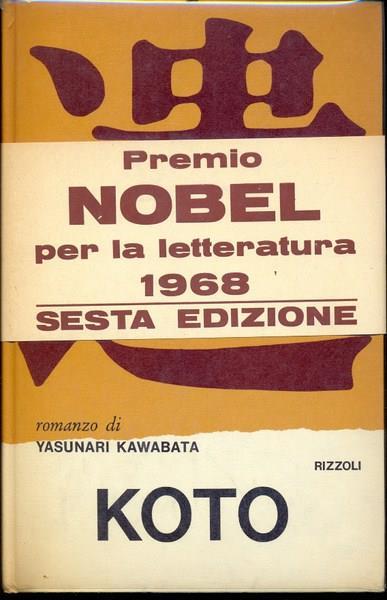 Premio
NOBEL
per la letteratura
1968
SESTA EDIZIONE
romanzo di
YASUNARI KAWABATA
RIZZOLI
KOTO